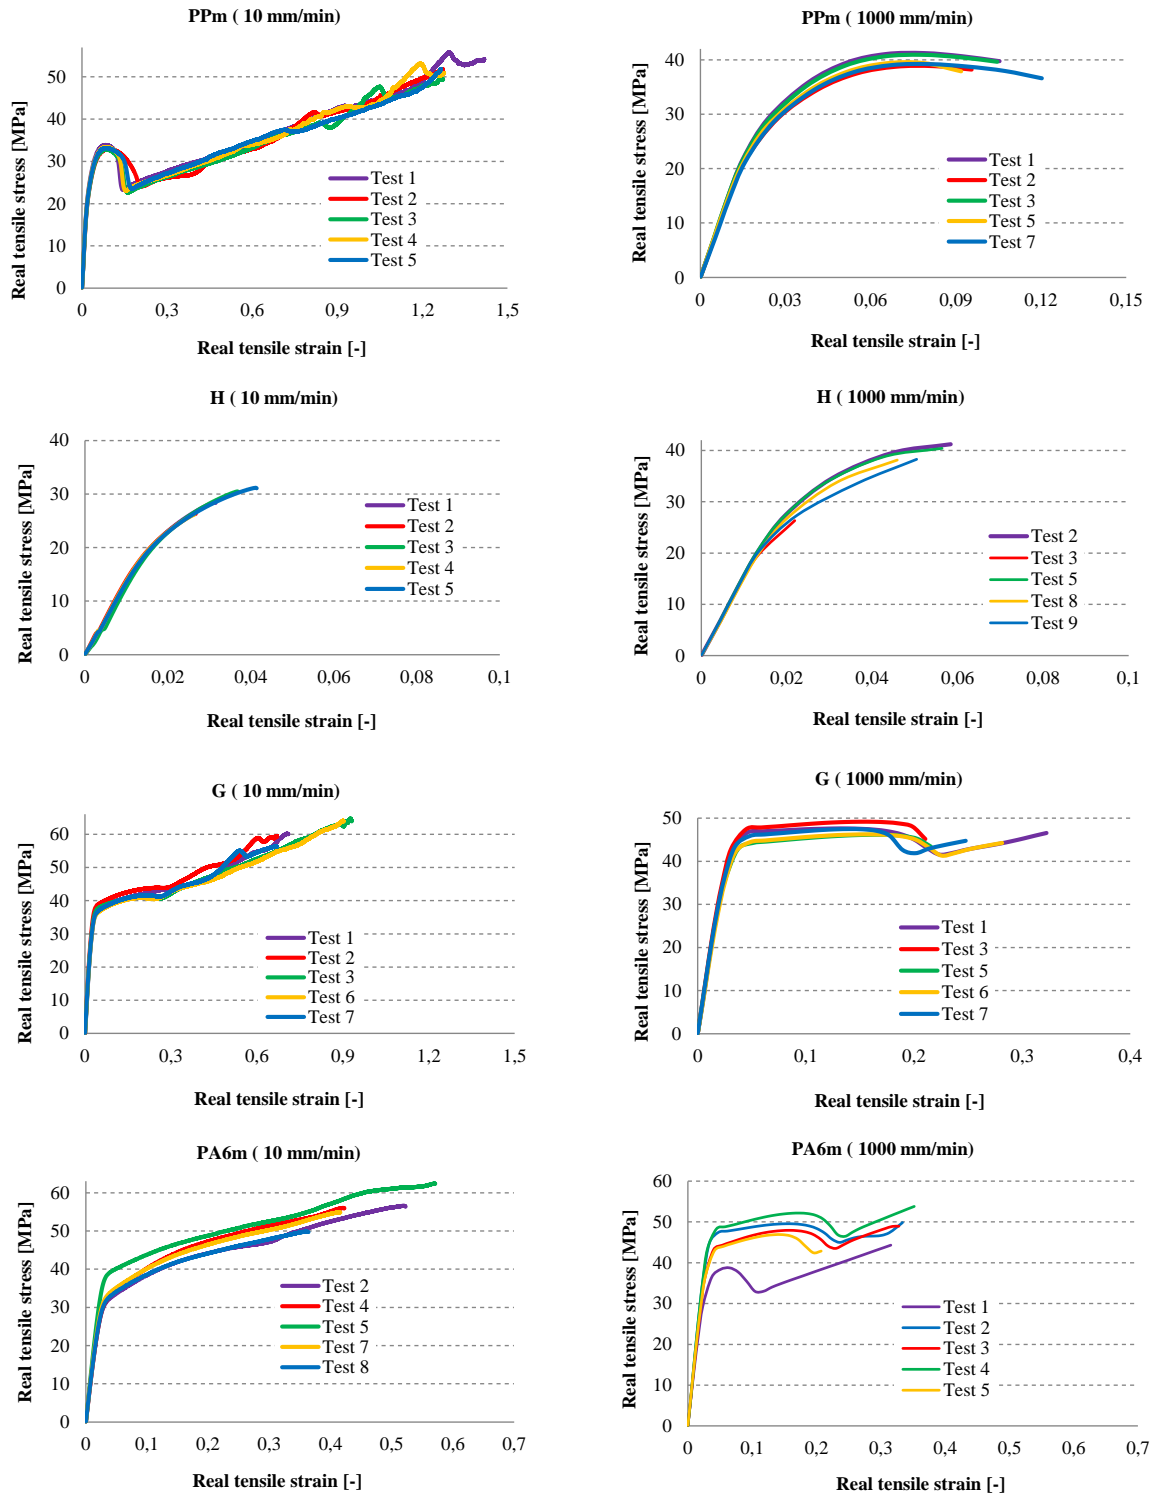 PPm ( 10 mm/min)
Real tensile stress [MPa]
50
40
30
20
10
0
Test 1
Test 2
Test 3
Test 4
Test 5
0 0,3 0,6 0,9 1,2 1,5
Real tensile strain [-]
PPm ( 1000 mm/min)
Real tensile stress [MPa]
40
30
20
10
0
Test 1
Test 2
Test 3
Test 5
Test 7
0 0,03 0,06 0,09 0,12 0,15
Real tensile strain [-]
H ( 10 mm/min)
Real tensile stress [MPa]
40
30
20
10
0
Test 1
Test 2
Test 3
Test 4
Test 5
0 0,02 0,04 0,06 0,08 0,1
Real tensile strain [-]
H ( 1000 mm/min)
Real tensile stress [MPa]
40
30
20
10
0
Test 2
Test 3
Test 5
Test 8
Test 9
0 0,02 0,04 0,06 0,08 0,1
Real tensile strain [-]
G ( 10 mm/min)
Real tensile stress [MPa]
60
50
40
30
20
10
0
Test 1
Test 2
Test 3
Test 6
Test 7
0 0,3 0,6 0,9 1,2 1,5
Real tensile strain [-]
G ( 1000 mm/min)
Real tensile stress [MPa]
50
40
30
20
10
0
Test 1
Test 3
Test 5
Test 6
Test 7
0 0,1 0,2 0,3 0,4
Real tensile strain [-]
PA6m ( 10 mm/min)
Real tensile stress [MPa]
60
50
40
30
20
10
0
Test 2
Test 4
Test 5
Test 7
Test 8
0 0,1 0,2 0,3 0,4 0,5 0,6 0,7
Real tensile strain [-]
PA6m ( 1000 mm/min)
Real tensile stress [MPa]
60
50
40
30
20
10
0
Test 1
Test 2
Test 3
Test 4
Test 5
0 0,1 0,2 0,3 0,4 0,5 0,6 0,7
Real tensile strain [-]